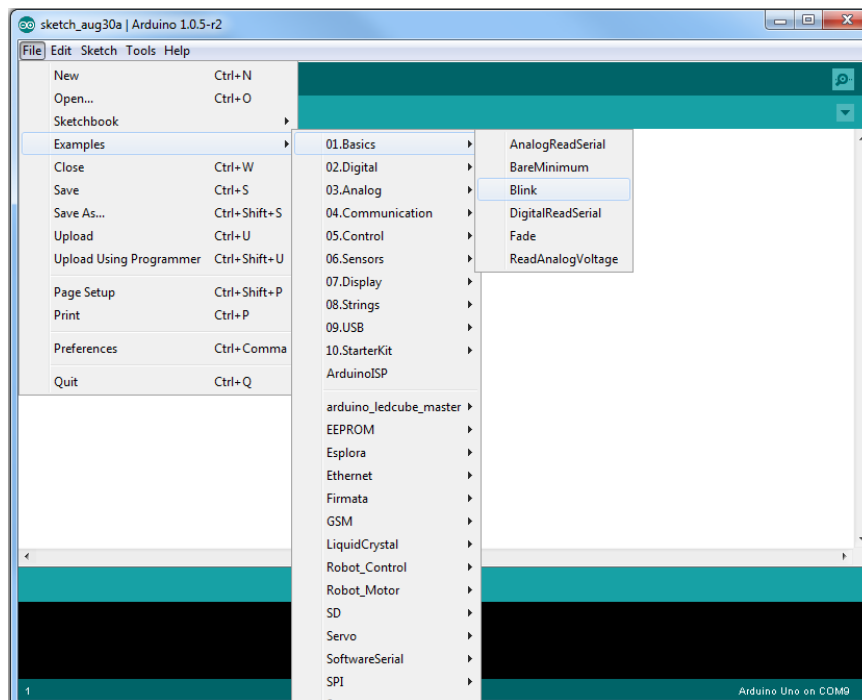 sketch_aug30a | Arduino 1.0.5-r2
File Edit Sketch Tools Help
New Ctrl+N
Open... Ctrl+O
Sketchbook
Examples
Close Ctrl+W
Save Ctrl+S
Save As... Ctrl+Shift+S
Upload Ctrl+U
Upload Using Programmer Ctrl+Shift+U
Page Setup Ctrl+Shift+P
Print Ctrl+P
Preferences Ctrl+Comma
Quit Ctrl+Q
01.Basics
02.Digital
03.Analog
04.Communication
05.Control
06.Sensors
07.Display
08.Strings
09.USB
10.StarterKit
ArduinoISP
arduino_ledcube_master
EEPROM
Esplora
Ethernet
Firmata
GSM
LiquidCrystal
Robot_Control
Robot_Motor
SD
Servo
SoftwareSerial
SPI
AnalogReadSerial
BareMinimum
Blink
DigitalReadSerial
Fade
ReadAnalogVoltage
1 Arduino Uno on COM9